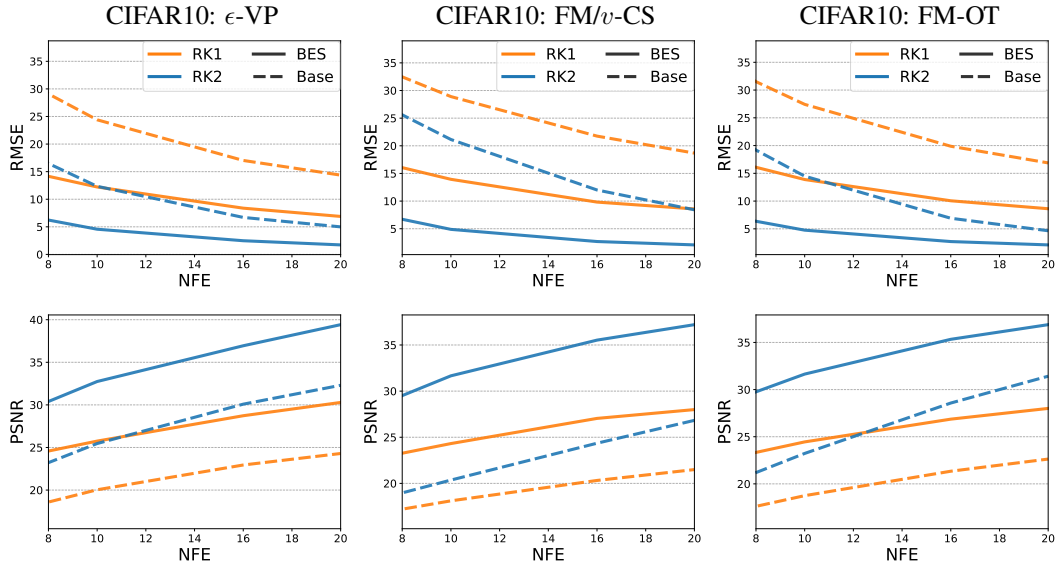 CIFAR10: ϵ-VP
CIFAR10: FM/v-CS
CIFAR10: FM-OT
RK1 BES
RK2 Base
RMSE
35
30
25
20
15
10
5
0
8 10 12 14 16 18 20
NFE
RK1 BES
RK2 Base
RMSE
35
30
25
20
15
10
5
8 10 12 14 16 18 20
NFE
RK1 BES
RK2 Base
RMSE
35
30
25
20
15
10
5
8 10 12 14 16 18 20
NFE
PSNR
40
35
30
25
20
8 10 12 14 16 18 20
NFE
PSNR
35
30
25
20
8 10 12 14 16 18 20
NFE
PSNR
35
30
25
20
8 10 12 14 16 18 20
NFE